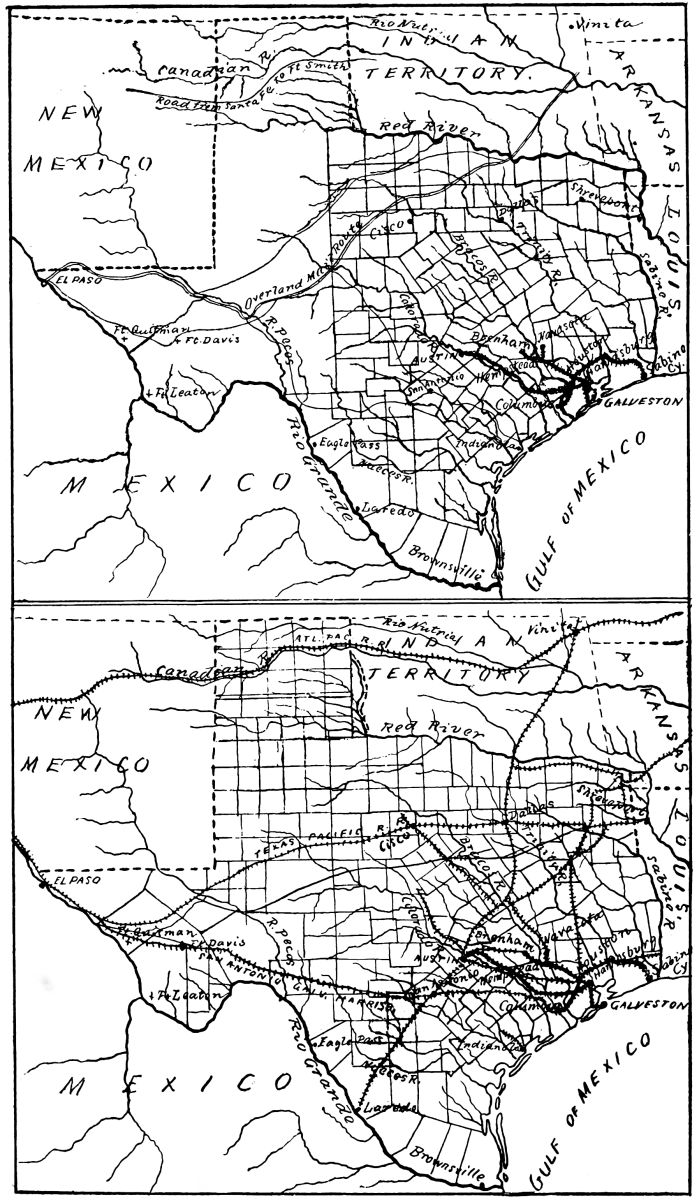 Rio Nutria
Vinita
INDIAN
TERRITORY.
Canadian R.
Road from Santa Fe to Ft Smith
ARKANSAS
NEW
MEXICO
Red River
Shreveport
Dallas
LOUIS.
Trinity R.
Cisco
Brazos R.
Overland Mail Route
Sabine R.
EL PASO
Colorado R.
R. Pecos
Ft. Quitman
Ft. Davis
Brenham
Navasota
AUSTIN
Houston
Harrisburg
Sabine
Cy.
Hempstead
San Antonio
Ft Leaton
Columbus
GALVESTON
Eagle Pass
Indianola
Rio Grande
Nueces R.
MEXICO
GULF OF MEXICO
Laredo
Brownsville
Rio Nutria
Vinita
ATL. PAC. R.R.
INDIAN
TERRITORY
Canadian R.
ARKANSAS
NEW
MEXICO
Red River
Shreveport
Dallas
LOUIS.
TEXAS PACIFIC R. R.
Cisco
Brazos R.
Trinity R.
EL PASO
Sabine R
Colorado R.
Ft. Quitman
Ft. Davis
R. Pecos
Brenham
Navasota
AUSTIN
Houston
Harrisburg
Sabine
Cy
SAN ANTONIO GALV. HARRISB.
San Antonio
Hempstead
Ft Leaton
Columbus
GALVESTON
Eagle Pass
Indianola
Rio Grande
Nueces R.
MEXICO
GULF OF MEXICO
Laredo
Brownsville